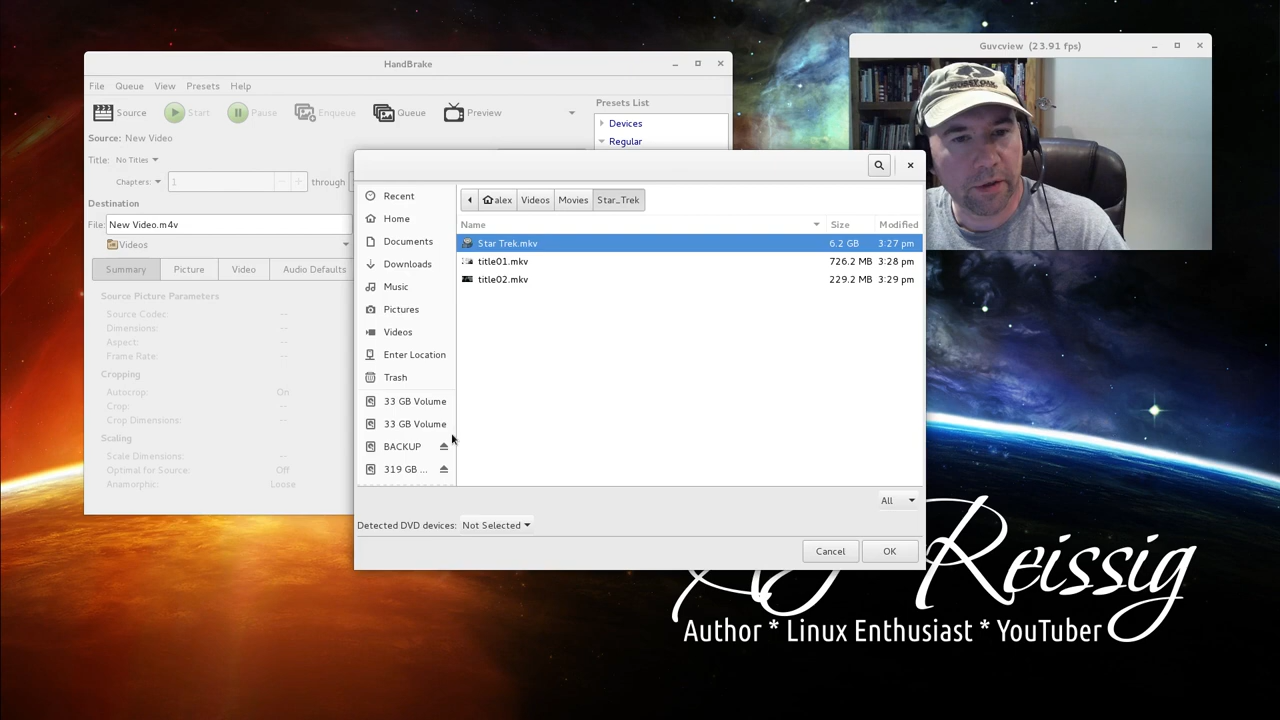 Guvcview (23.91 fps)
HandBrake
File Queue View Presets Help
Source Start Pause Enqueue Queue Preview
Presets List
Devices
Regular
Source: New Video
Title: No Titles
Chapters: 1 through
Destination
File: New Video.m4v
Videos
Summary Picture Video Audio Defaults
Source Picture Parameters
Source Codec: --
Dimensions: --
Aspect: --
Frame Rate: --
Cropping
Autocrop: On
Crop: --
Crop Dimensions: --
Scaling
Scale Dimensions: --
Optimal for Source: Off
Anamorphic: Loose
Recent
Home
Documents
Downloads
Music
Pictures
Videos
Enter Location
Trash
33 GB Volume
33 GB Volume
BACKUP
319 GB ...
alex Videos Movies Star_Trek
Name Size Modified
Star Trek.mkv 6.2 GB 3:27 pm
title01.mkv 726.2 MB 3:28 pm
title02.mkv 229.2 MB 3:29 pm
All
Detected DVD devices: Not Selected
Cancel OK
Reissig
Author * Linux Enthusiast * YouTuber